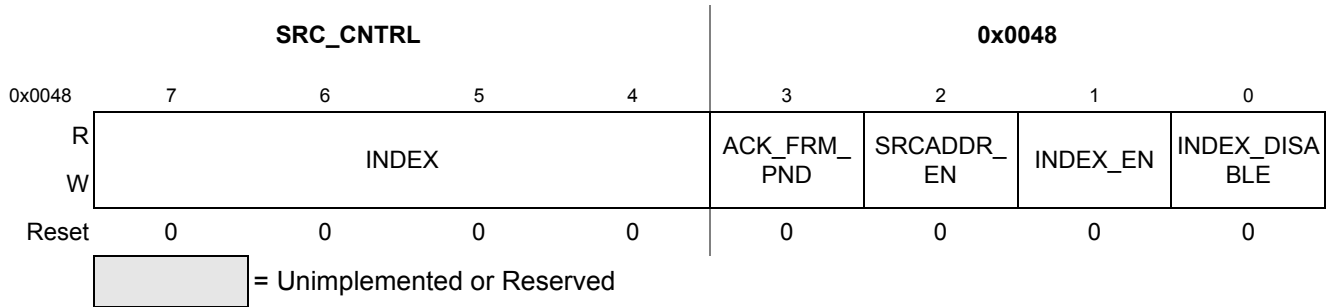 SRC_CNTRL 0x0048
0x0048 7 6 5 4 3 2 1 0
R
W
INDEX
ACK_FRM_
PND
SRCADDR_
EN
INDEX_EN
INDEX_DISA
BLE
Reset 0 0 0 0 0 0 0 0
= Unimplemented or Reserved